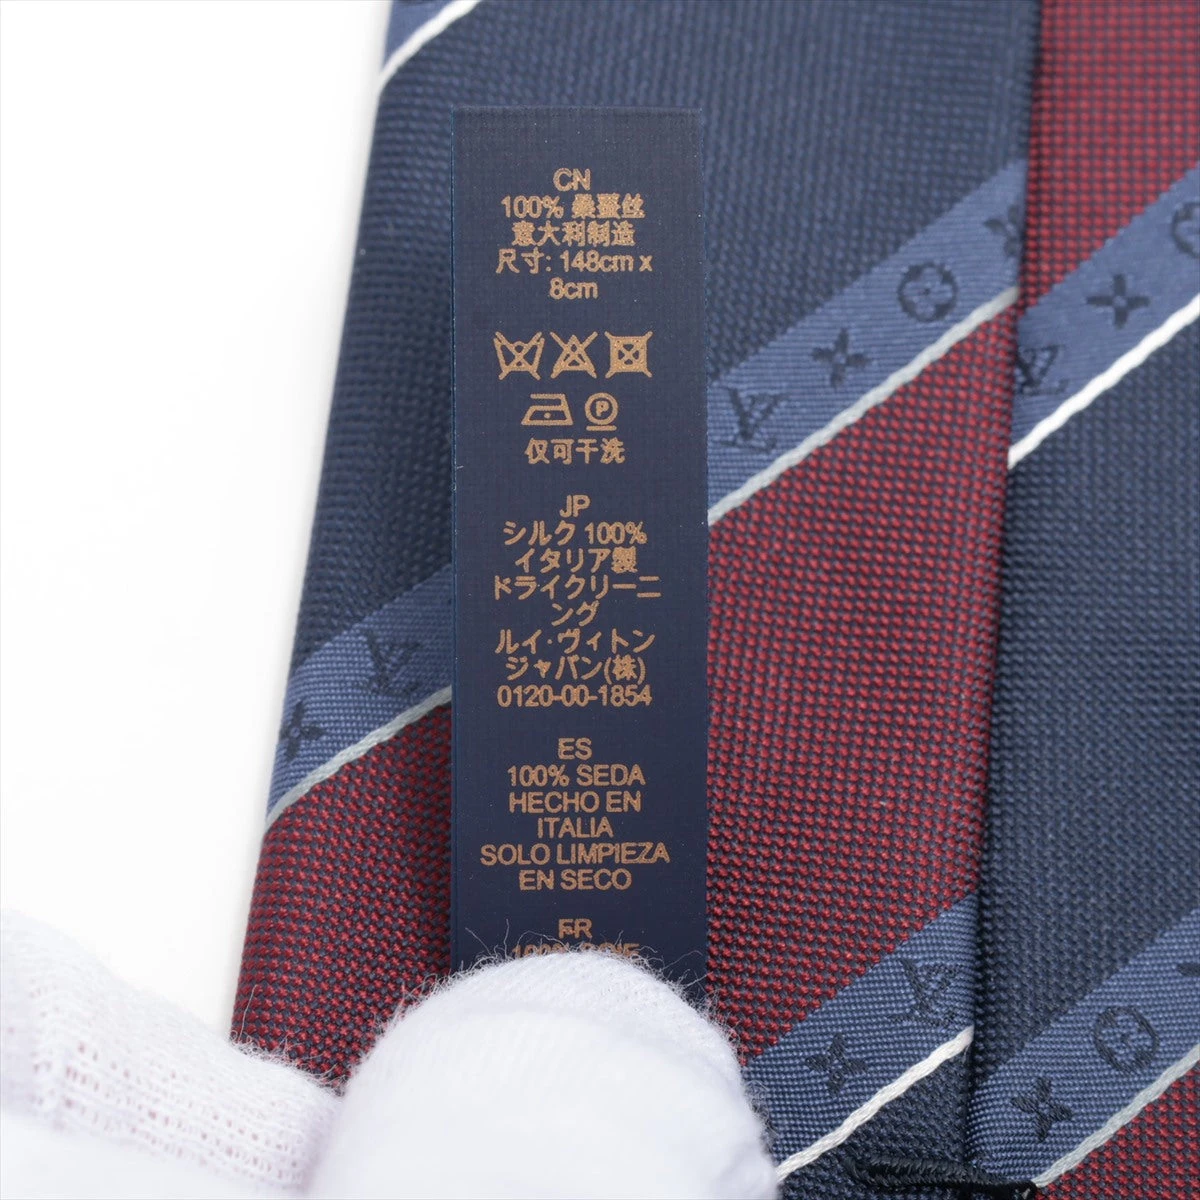 CN
100% 桑蚕丝
意大利制造
尺寸: 148cm x
8cm
P
仅可干洗
JP
シルク 100%
イタリア製
ドライクリーニ
ング
ルイ·ヴィトン
ジャパン(株)
0120-00-1854
ES
100% SEDA
HECHO EN
ITALIA
SOLO LIMPIEZA
EN SECO
FR